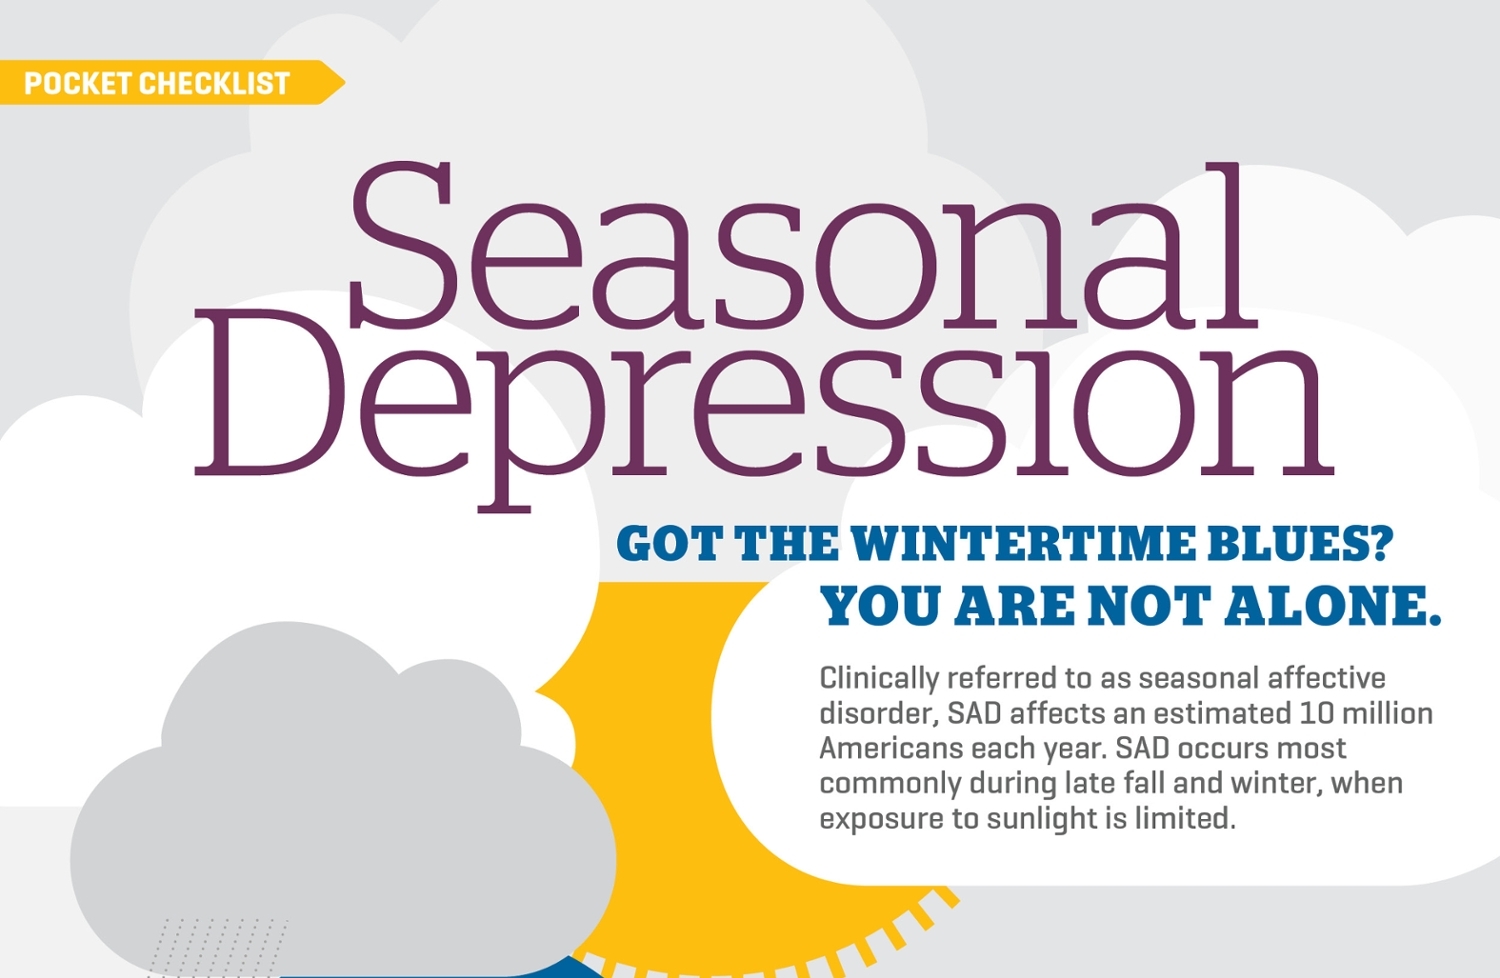 POCKET CHECKLIST
Seasonal
Depression
GOT THE WINTERTIME BLUES?
YOU ARE NOT ALONE.
Clinically referred to as seasonal affective
disorder, SAD affects an estimated 10 million
Americans each year. SAD occurs most
commonly during late fall and winter, when
exposure to sunlight is limited.